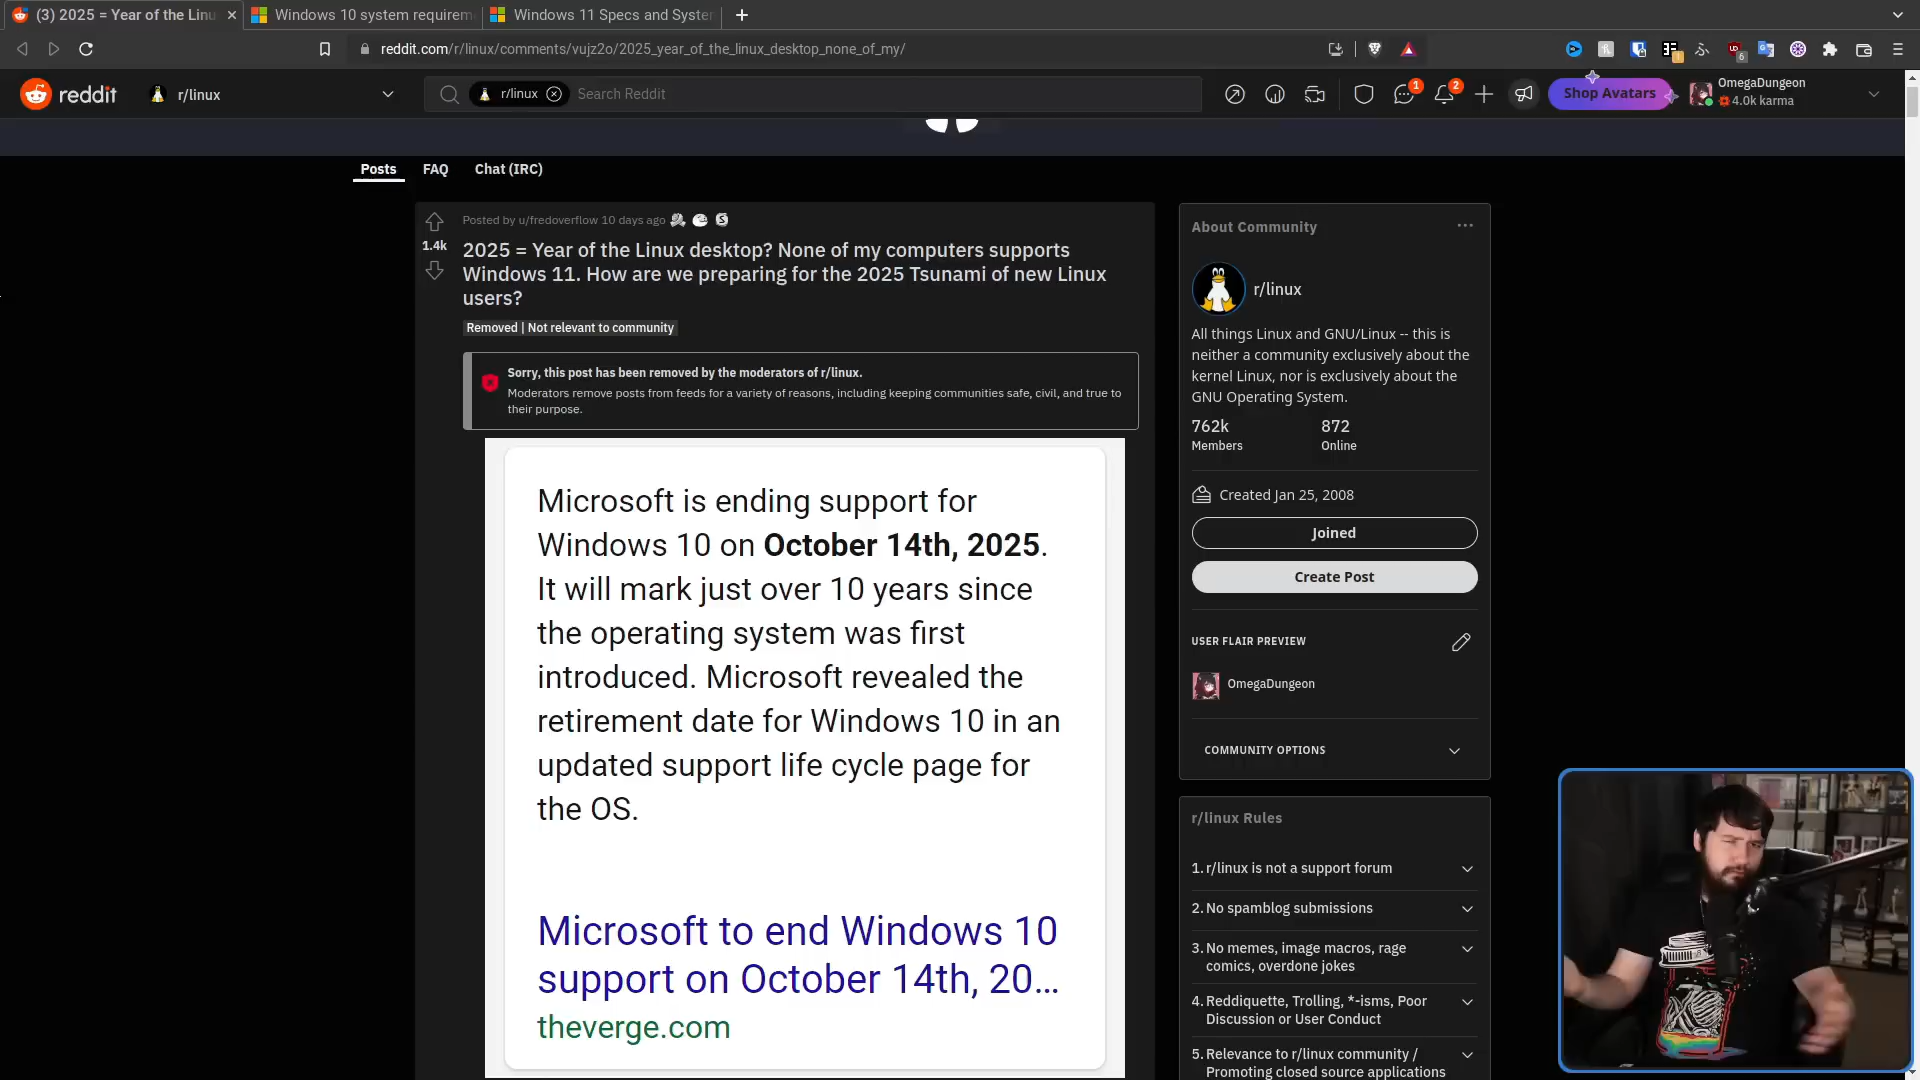 (3) 2025 = Year of the Linu
Windows 10 system requirem
Windows 11 Specs and Syster
reddit.com/r/linux/comments/vujz2o/2025_year_of_the_linux_desktop_none_of_my/
1
6
reddit
r/linux
r/linux
Search Reddit
1
2
Shop Avatars
OmegaDungeon
4.0k karma
Posts
FAQ
Chat (IRC)
Posted by u/fredoverflow 10 days ago
1.4k
2025 = Year of the Linux desktop? None of my computers supports
Windows 11. How are we preparing for the 2025 Tsunami of new Linux
users?
Removed | Not relevant to community
Sorry, this post has been removed by the moderators of r/linux.
Moderators remove posts from feeds for a variety of reasons, including keeping communities safe, civil, and true to
their purpose.
Microsoft is ending support for
Windows 10 on October 14th, 2025.
It will mark just over 10 years since
the operating system was first
introduced. Microsoft revealed the
retirement date for Windows 10 in an
updated support life cycle page for
the OS.
Microsoft to end Windows 10
support on October 14th, 20...
theverge.com
About Community
r/linux
All things Linux and GNU/Linux -- this is
neither a community exclusively about the
kernel Linux, nor is exclusively about the
GNU Operating System.
762k
872
Members
Online
Created Jan 25, 2008
Joined
Create Post
USER FLAIR PREVIEW
OmegaDungeon
COMMUNITY OPTIONS
r/linux Rules
1. r/linux is not a support forum
2. No spamblog submissions
3. No memes, image macros, rage
comics, overdone jokes
4. Reddiquette, Trolling, *-isms, Poor
Discussion or User Conduct
5. Relevance to r/linux community /
Promoting closed source applications